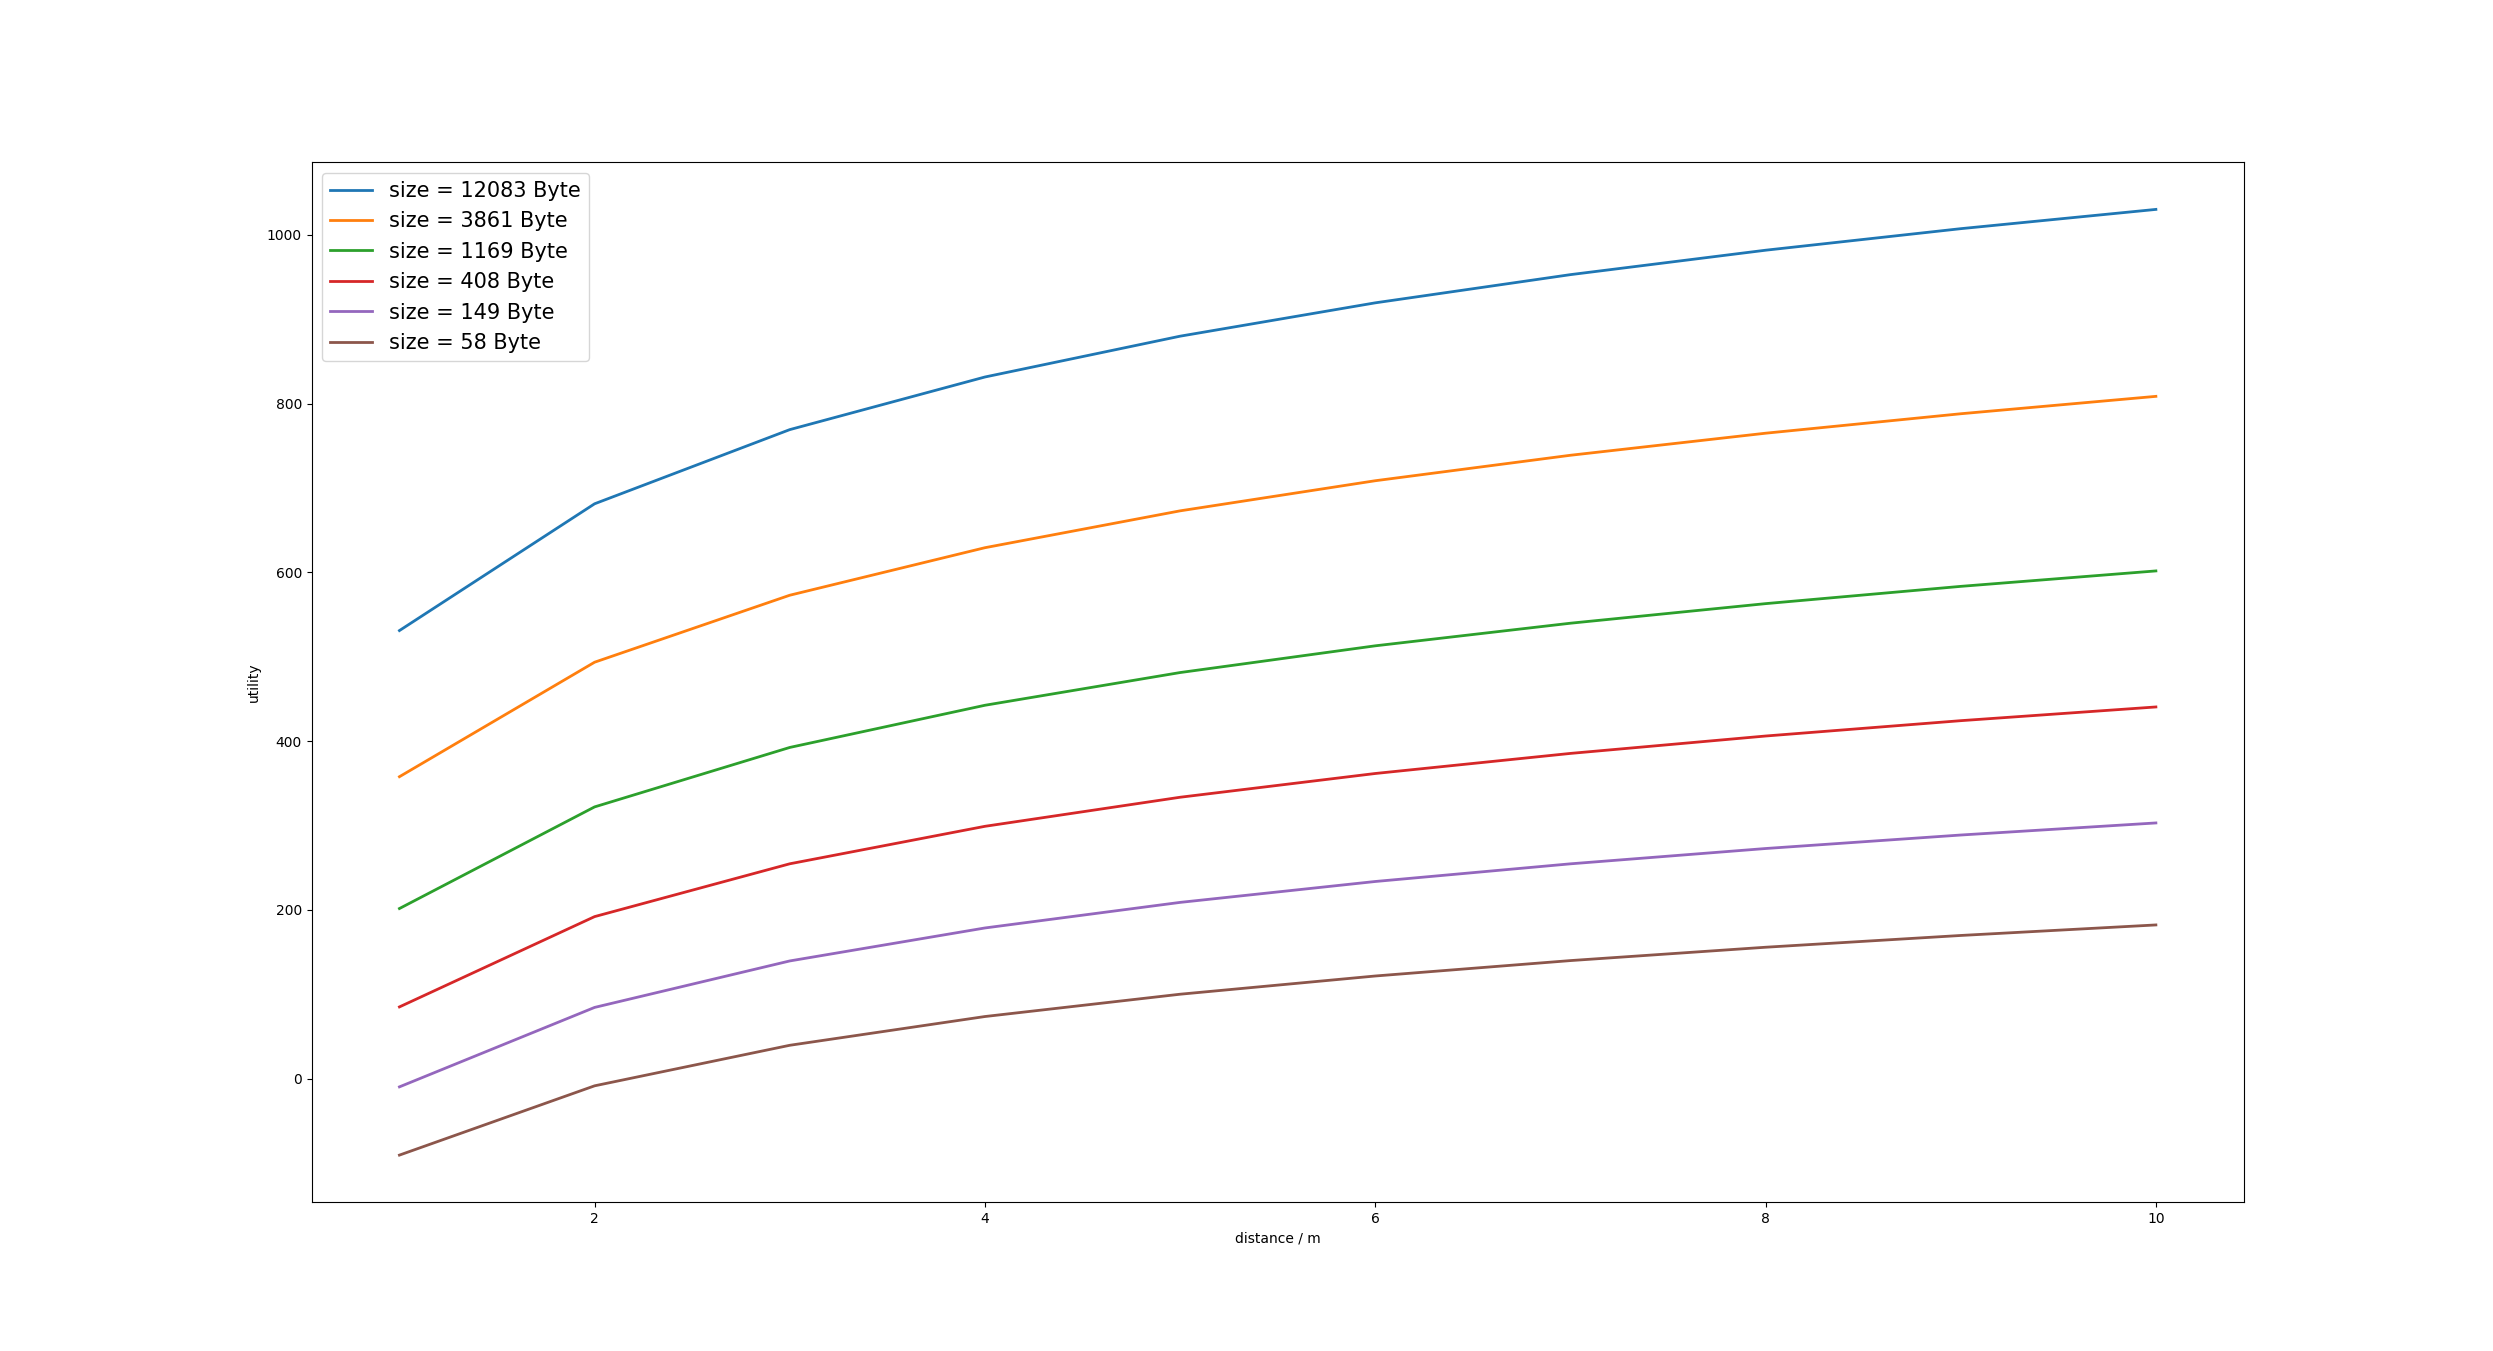 size = 12083 Byte
size = 3861 Byte
size = 1169 Byte
size = 408 Byte
size = 149 Byte
size = 58 Byte
1000
800
600
400
200
0
utility
2 4 6 8 10
distance / m